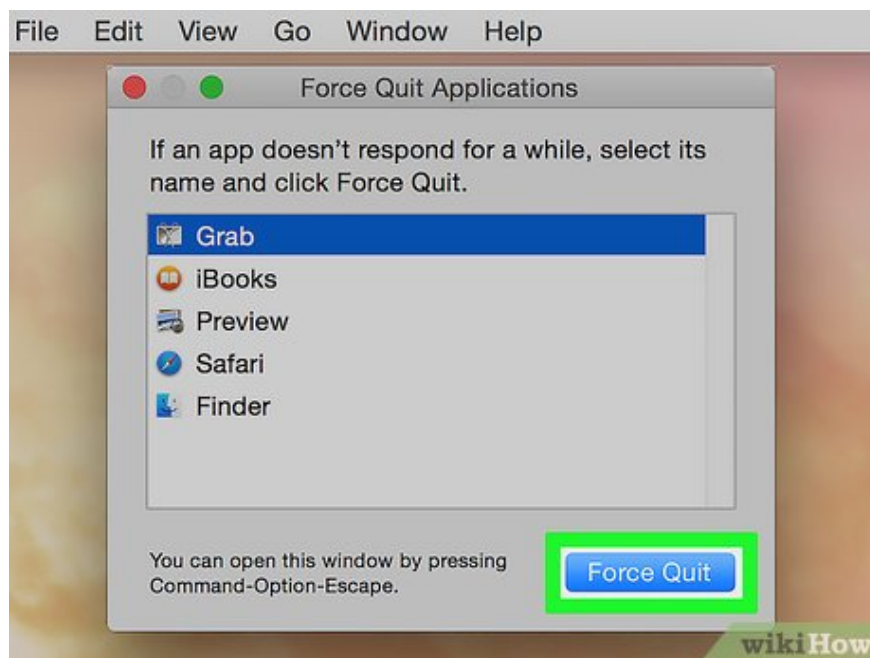 File Edit View Go Window Help
Force Quit Applications
If an app doesn't respond for a while, select its
name and click Force Quit.
Grab
iBooks
Preview
Safari
Finder
You can open this window by pressing
Command-Option-Escape.
Force Quit
wikiHow